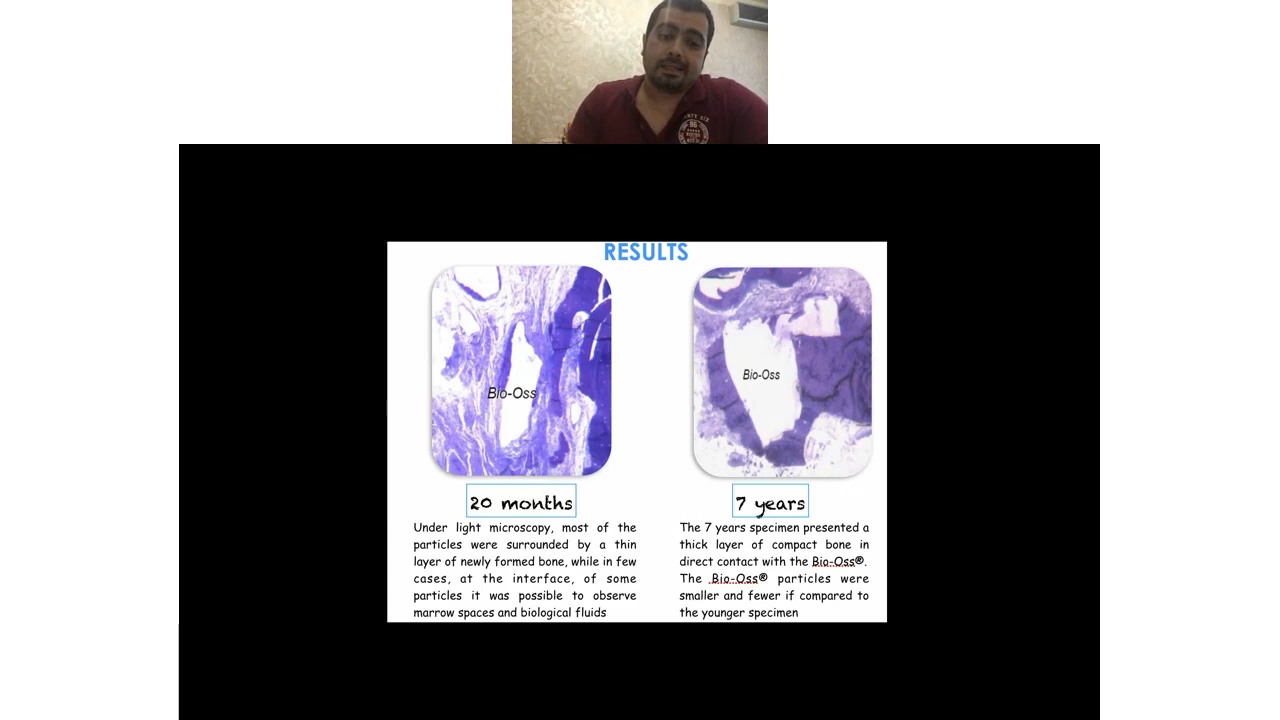 96
RESULTS
Bio-Oss
Bio-Oss
20 months
Under light microscopy, most of the
particles were surrounded by a thin
layer of newly formed bone, while in few
cases, at the interface, of some
particles it was possible to observe
marrow spaces and biological fluids
7 years
The 7 years specimen presented a
thick layer of compact bone in
direct contact with the Bio-Oss®.
The Bio-Oss® particles were
smaller and fewer if compared to
the younger specimen